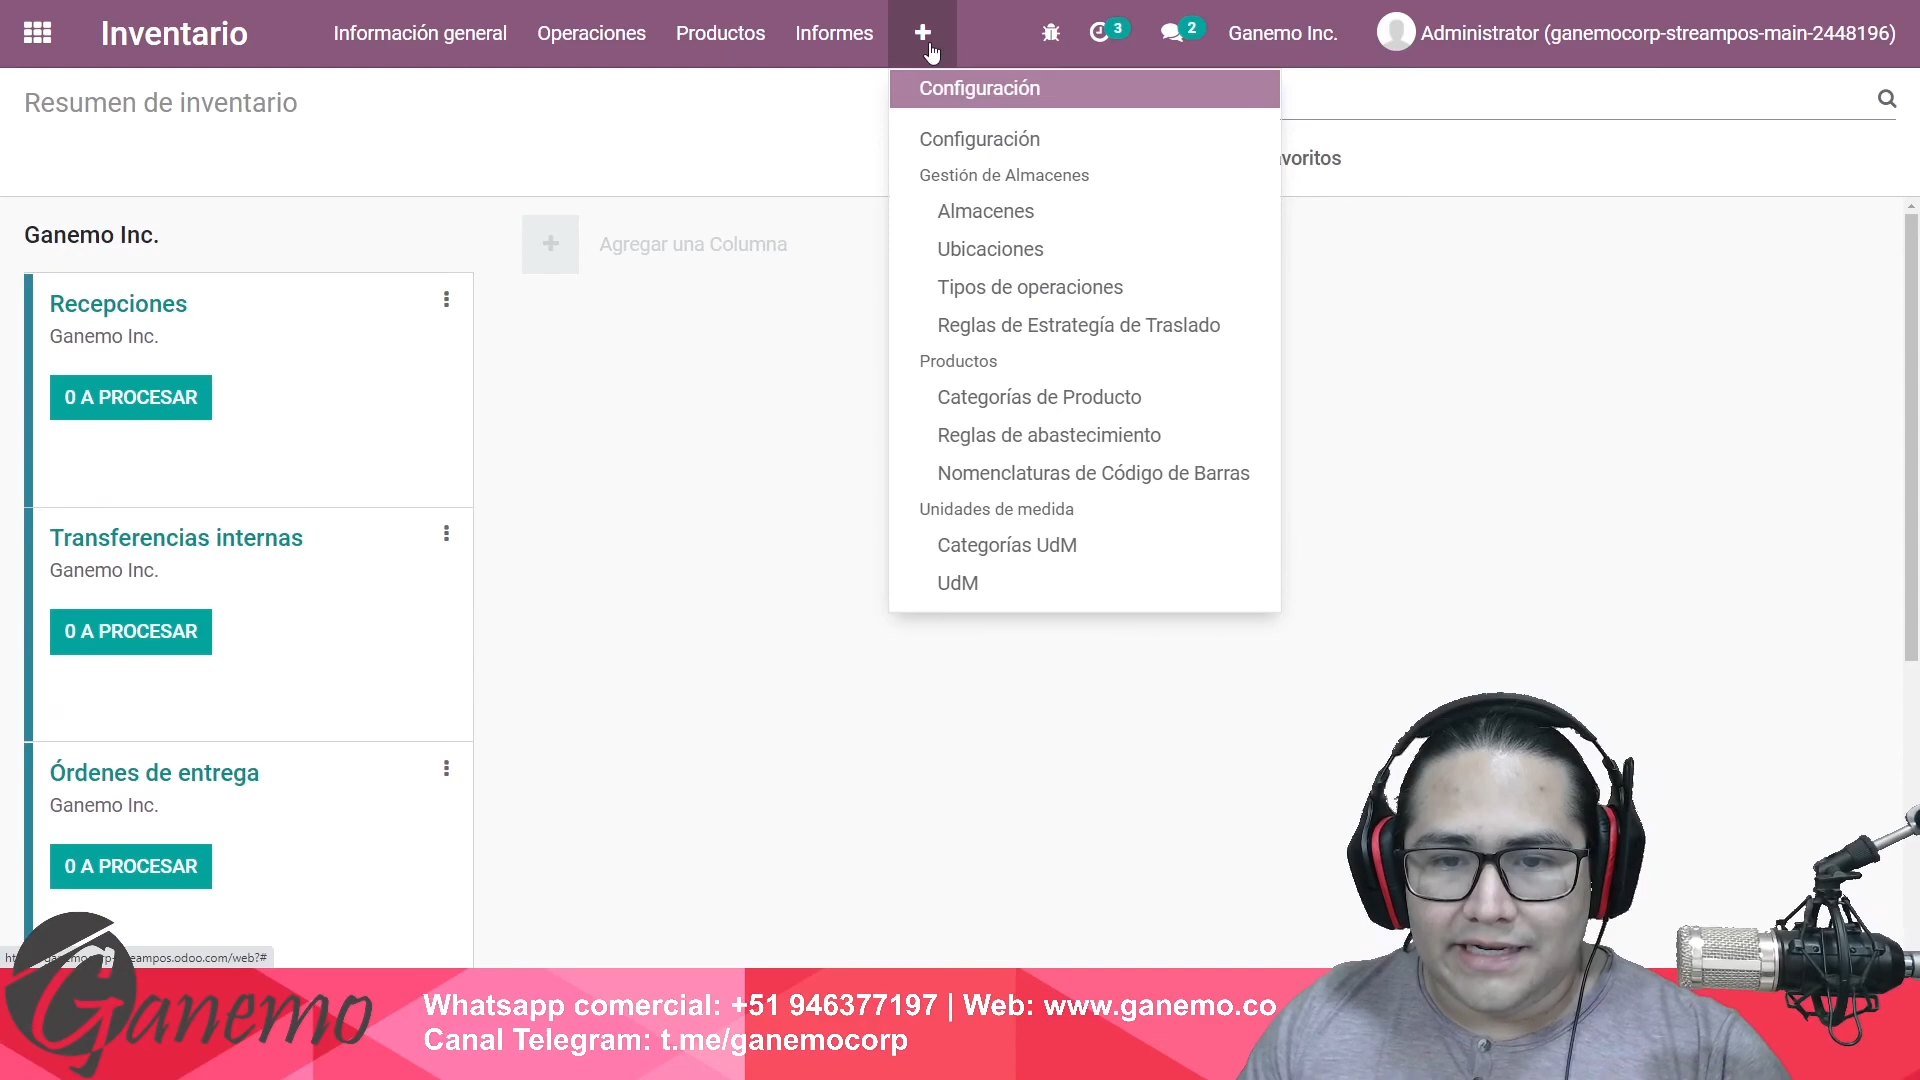 Inventario
Información general
Operaciones
Productos
Informes
3
2
Ganemo Inc.
Administrator (ganemocorp-streampos-main-2448196)
Resumen de inventario
Configuración
Configuración
Gestión de Almacenes
Almacenes
Ubicaciones
Tipos de operaciones
Reglas de Estrategía de Traslado
Productos
Categorías de Producto
Reglas de abastecimiento
Nomenclaturas de Código de Barras
Unidades de medida
Categorías UdM
UdM
voritos
Ganemo Inc.
Agregar una Columna
Recepciones
Ganemo Inc.
0 A PROCESAR
Transferencias internas
Ganemo Inc.
0 A PROCESAR
Órdenes de entrega
Ganemo Inc.
0 A PROCESAR
Ganemo
Whatsapp comercial: +51 946377197 | Web: www.ganemo.co
Canal Telegram: t.me/ganemocorp